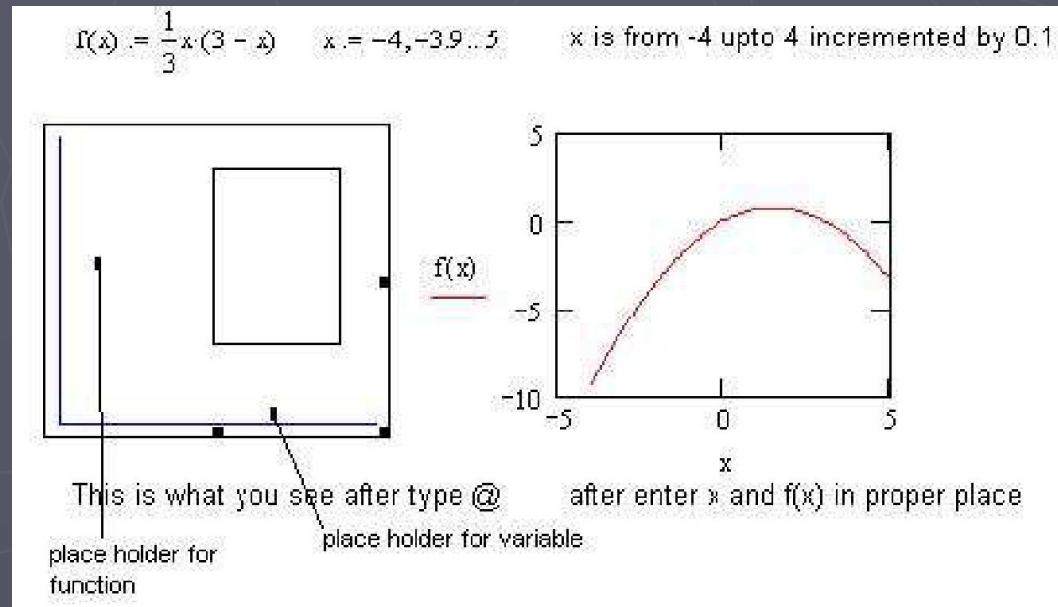 f(x) := 1/3 x·(3 − x)    x := −4,−3.9..5    x is from -4 upto 4 incremented by 0.1
5
0
f(x)
−5
−10
−5 0 5
x
This is what you see after type @    after enter x and f(x) in proper place
place holder for variable
place holder for
function